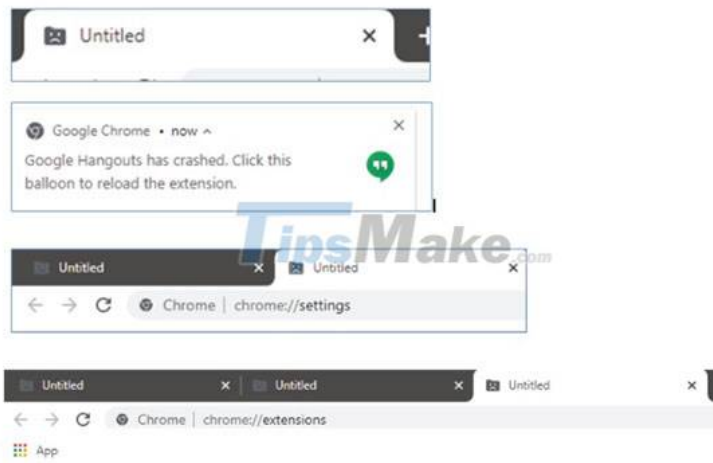 Untitled
Google Chrome • now
Google Hangouts has crashed. Click this
balloon to reload the extension.
TipsMake.com
Untitled Untitled
Chrome | chrome://settings
Untitled Untitled Untitled
Chrome | chrome://extensions
App